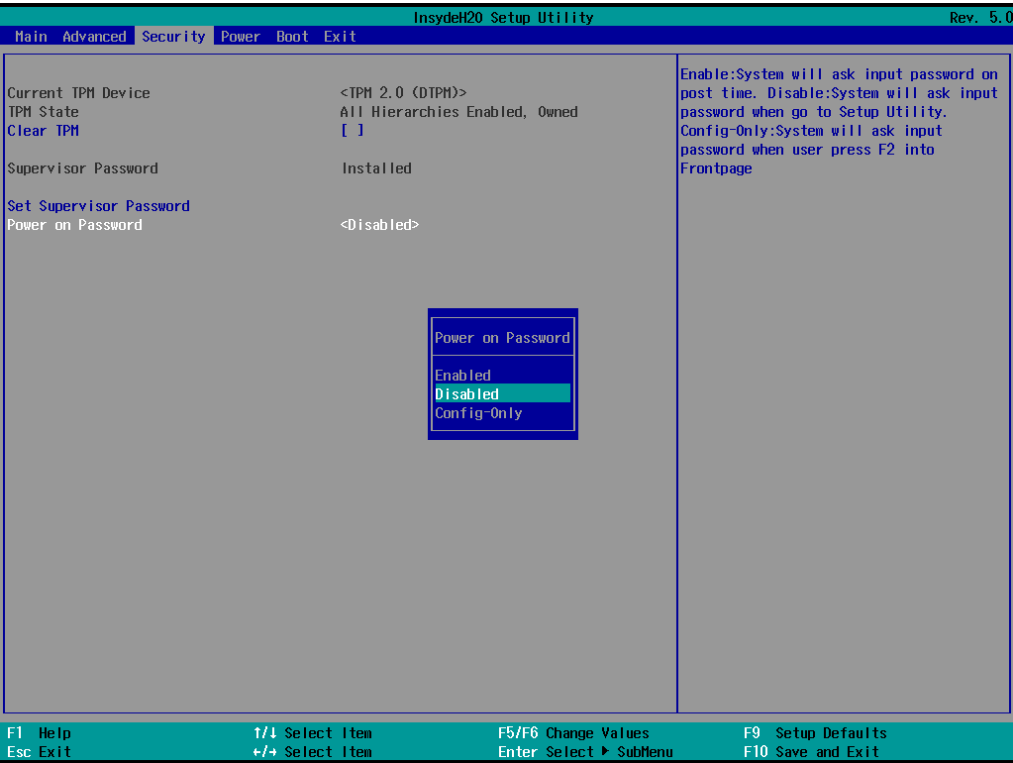 InsydeH20 Setup Utility Rev. 5.0
Main Advanced Security Power Boot Exit
Current TPM Device <TPM 2.0 (DTPM)>
TPM State All Hierarchies Enabled, Owned
Clear TPM [ ]
Supervisor Password Installed
Set Supervisor Password
Power on Password <Disabled>
Power on Password
Enabled
Disabled
Config-Only
Enable:System will ask input password on
post time. Disable:System will ask input
password when go to Setup Utility.
Config-Only:System will ask input
password when user press F2 into
Frontpage
F1 Help ↑/↓ Select Item F5/F6 Change Values F9 Setup Defaults
Esc Exit ←/→ Select Item Enter Select ▶ SubMenu F10 Save and Exit